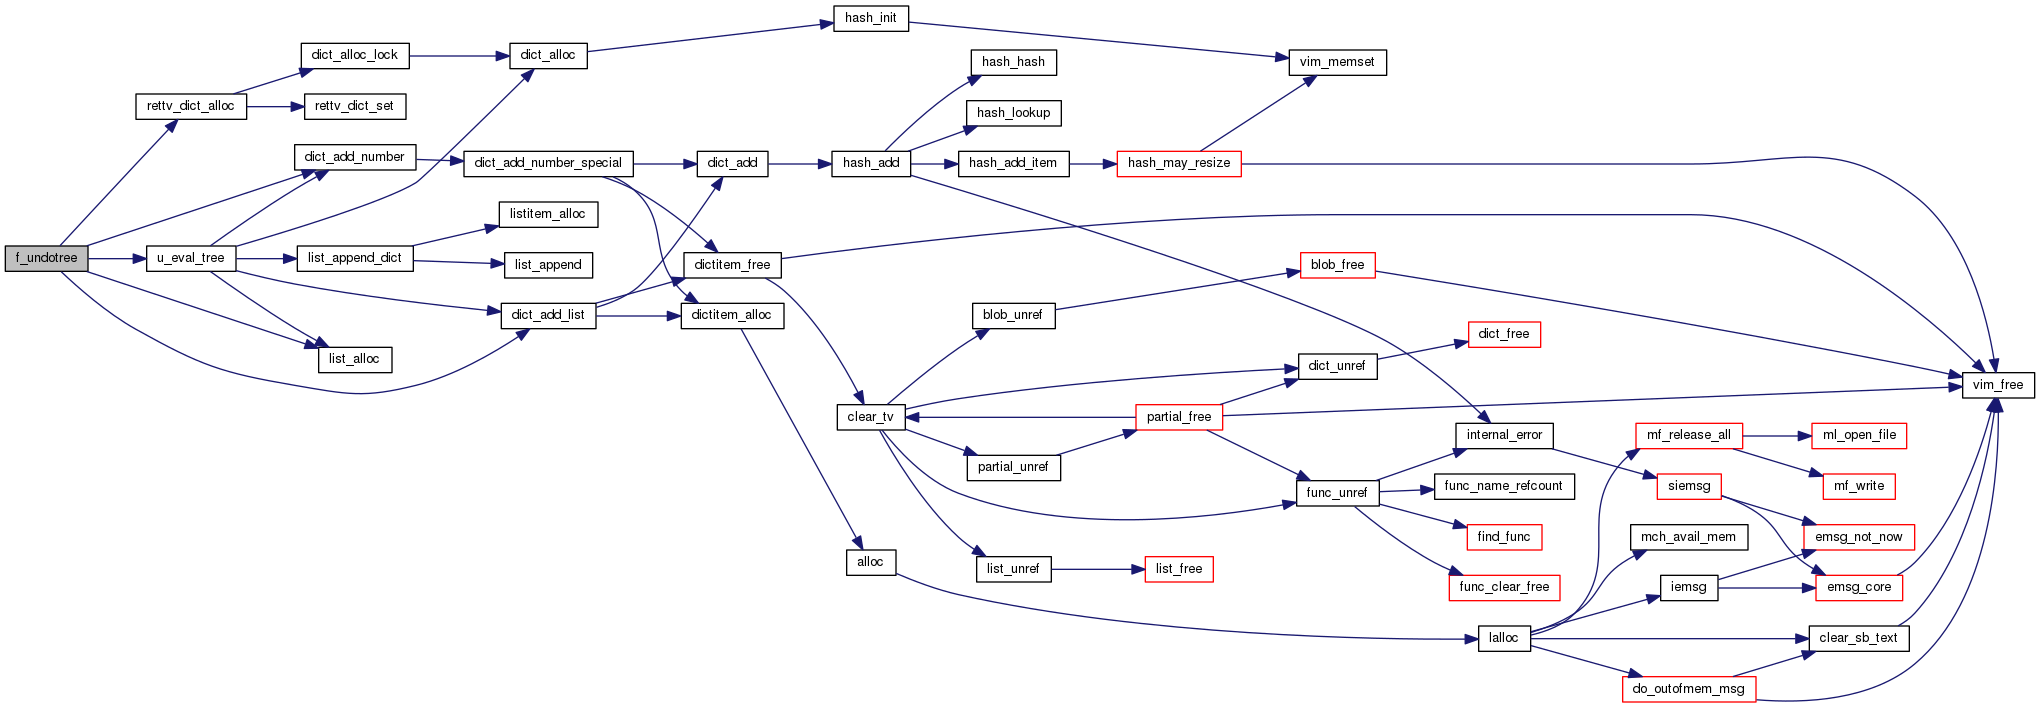 f_undotree
rettv_dict_alloc
dict_add_number
u_eval_tree
dict_alloc_lock
rettv_dict_set
list_append_dict
list_alloc
dict_alloc
dict_add_number_special
listitem_alloc
list_append
dict_add_list
dict_add
dictitem_free
dictitem_alloc
hash_init
hash_add
clear_tv
alloc
hash_hash
hash_lookup
hash_add_item
blob_unref
partial_unref
list_unref
hash_may_resize
partial_free
list_free
vim_memset
blob_free
dict_unref
func_unref
dict_free
internal_error
func_name_refcount
find_func
func_clear_free
lalloc
mf_release_all
siemsg
mch_avail_mem
iemsg
do_outofmem_msg
ml_open_file
mf_write
emsg_not_now
emsg_core
clear_sb_text
vim_free